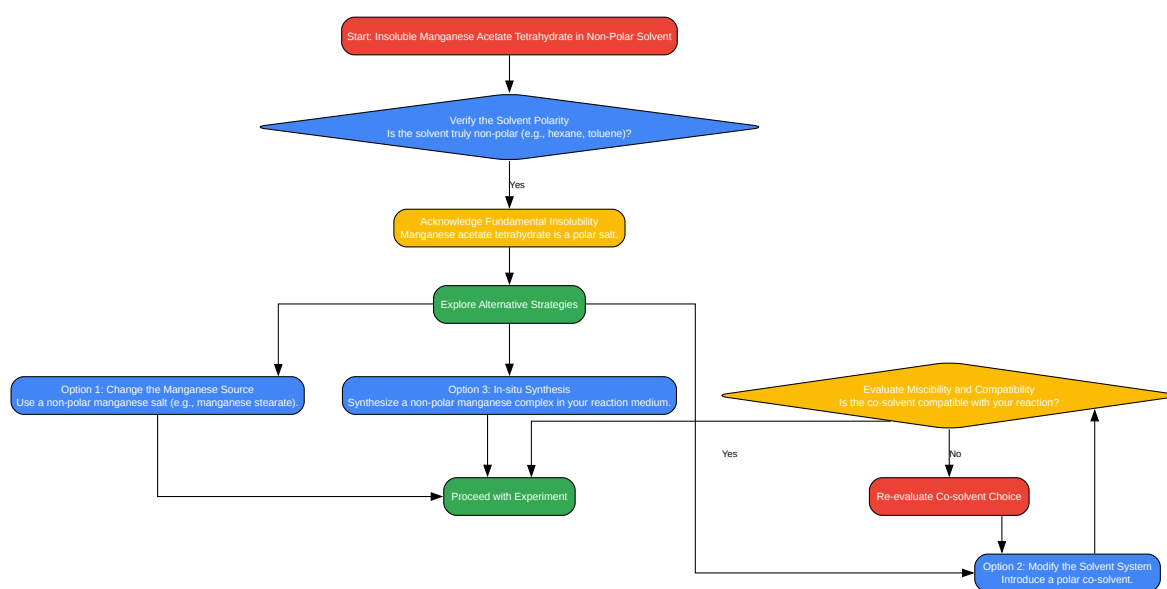 Start: Insoluble Manganese Acetate Tetrahydrate in Non-Polar Solvent
Verify the Solvent Polarity
Is the solvent truly non-polar (e.g., hexane, toluene)?
Yes
Acknowledge Fundamental Insolubility
Manganese acetate tetrahydrate is a polar salt.
Explore Alternative Strategies
Option 1: Change the Manganese Source
Use a non-polar manganese salt (e.g., manganese stearate).
Option 3: In-situ Synthesis
Synthesize a non-polar manganese complex in your reaction medium.
Evaluate Miscibility and Compatibility
Is the co-solvent compatible with your reaction?
Yes
No
Proceed with Experiment
Re-evaluate Co-solvent Choice
Option 2: Modify the Solvent System
Introduce a polar co-solvent.